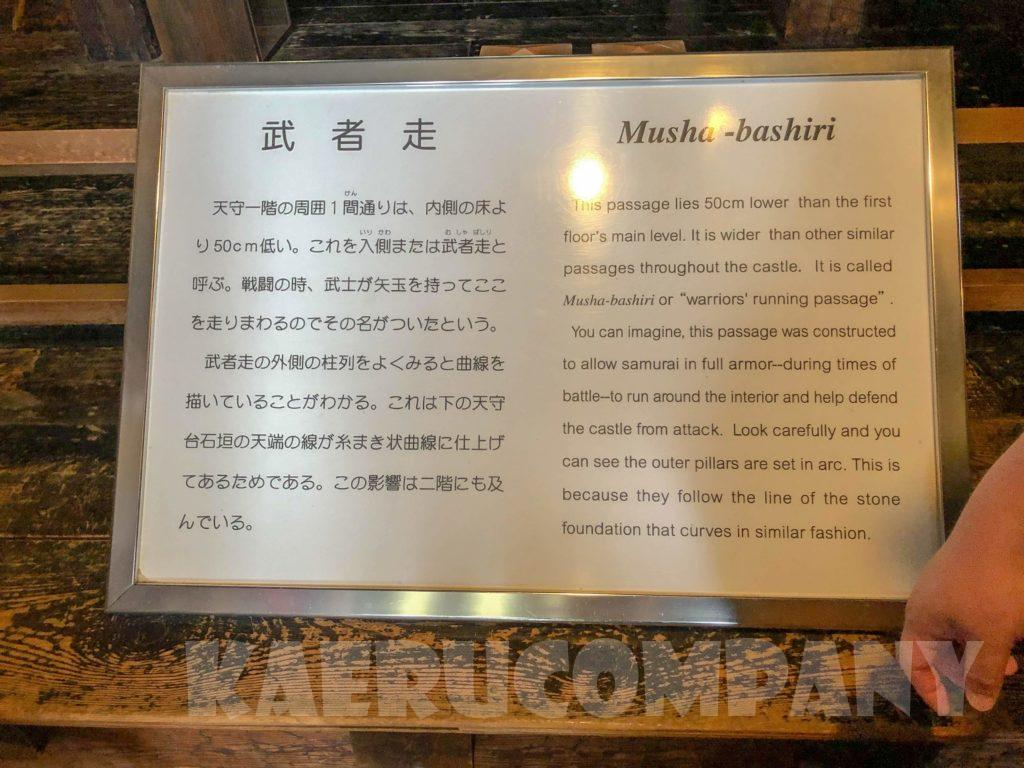 武者走
天守一階の周囲1間通りは、内側の床よ
り50cm低い。これを入側または武者走と
呼ぶ。戦闘の時、武士が矢玉を持ってここ
を走りまわるのでその名がついたという。
武者走の外側の柱列をよくみると曲線を
描いていることがわかる。これは下の天守
台石垣の天端の線が糸まき状曲線に仕上げ
てあるためである。この影響は二階にも及
んでいる。
Musha-bashiri
This passage lies 50cm lower than the first
floor's main level. It is wider than other similar
passages throughout the castle. It is called
Musha-bashiri or “warriors' running passage”.
You can imagine, this passage was constructed
to allow samurai in full armor--during times of
battle--to run around the interior and help defend
the castle from attack. Look carefully and you
can see the outer pillars are set in arc. This is
because they follow the line of the stone
foundation that curves in similar fashion.
KAERUCOMPANY